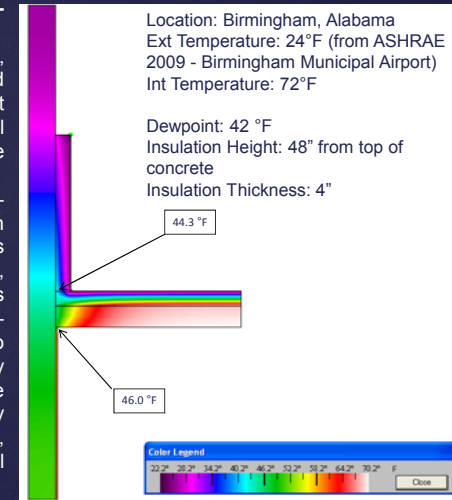 Location: Birmingham, Alabama
Ext Temperature: 24°F (from ASHRAE
2009 - Birmingham Municipal Airport)
Int Temperature: 72°F
Dewpoint: 42 °F
Insulation Height: 48” from top of
concrete
Insulation Thickness: 4”
44.3 °F
46.0 °F
Color Legend
22.2° 28.2° 34.2° 40.2° 46.2° 52.2° 58.2° 64.2° 70.2° F
Close